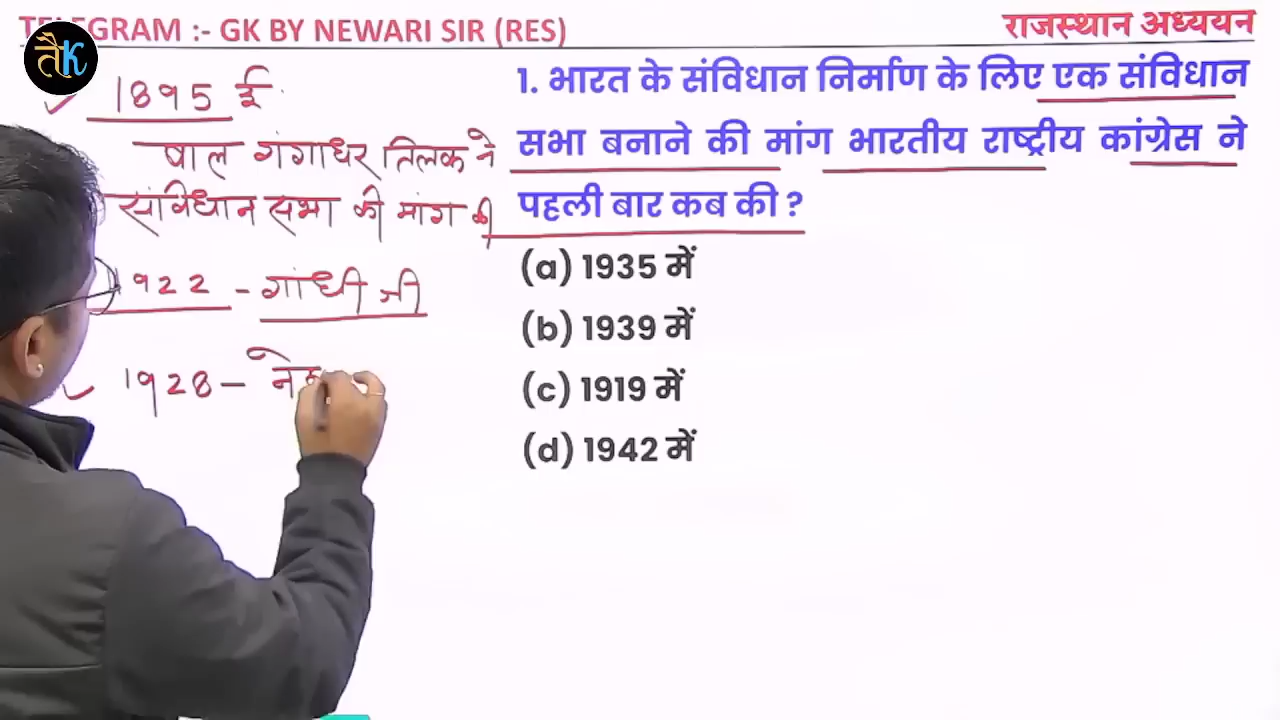 TELEGRAM :- GK BY NEWARI SIR (RES)
राजस्थान अध्ययन
तैK
1895 ई.
बाल गंगाधर तिलक ने
संविधान सभा की मांग की
1922 - गांधी जी
1928 -
1. भारत के संविधान निर्माण के लिए एक संविधान
सभा बनाने की मांग भारतीय राष्ट्रीय कांग्रेस ने
पहली बार कब की ?
(a) 1935 में
(b) 1939 में
(c) 1919 में
(d) 1942 में